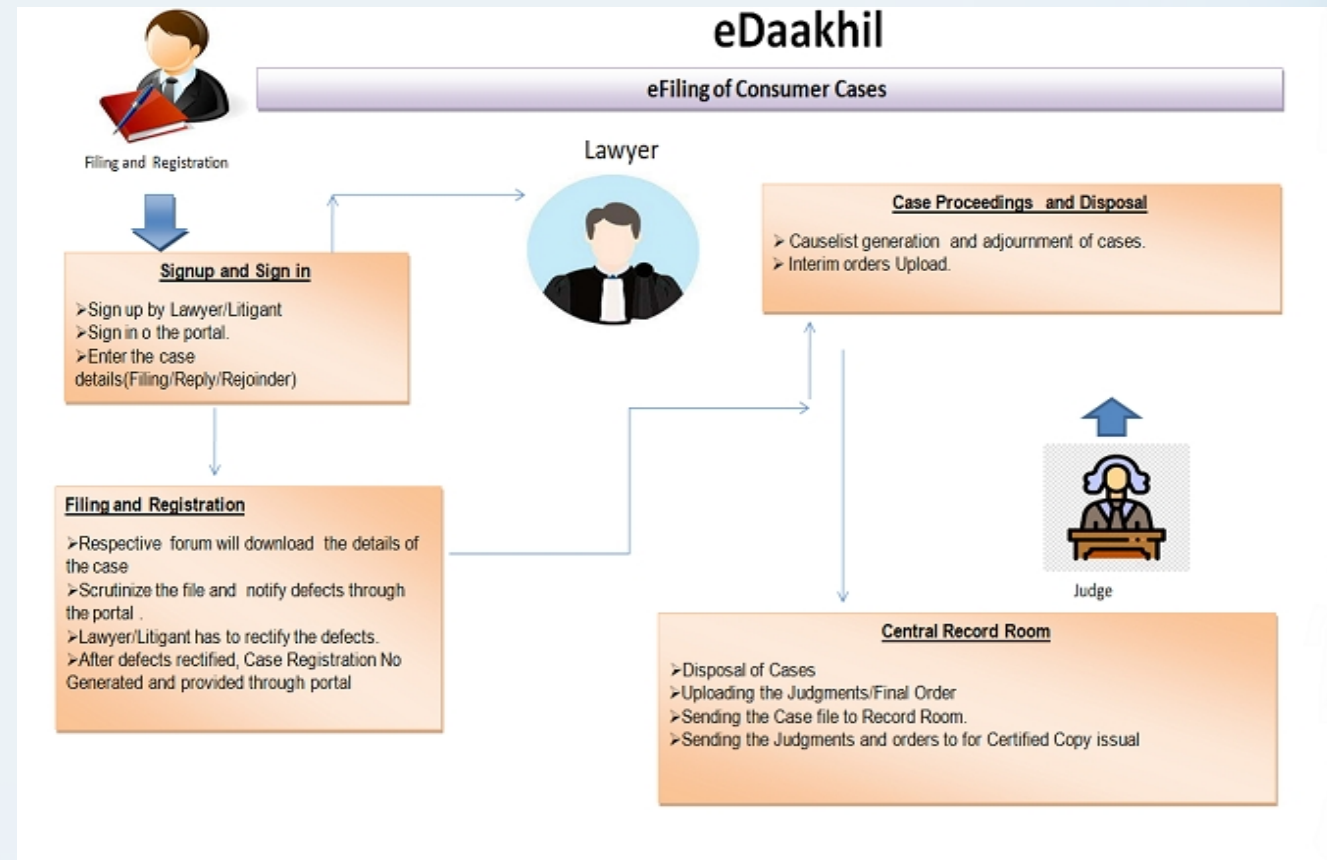 eDaakhil
eFiling of Consumer Cases
Filing and Registration
Lawyer
Signup and Sign in
➢Sign up by Lawyer/Litigant
➢Sign in o the portal.
➢Enter the case
details(Filing/Reply/Rejoinder)
Filing and Registration
➢Respective forum will download the details of
the case
➢Scrutinize the file and notify defects through
the portal .
➢Lawyer/Litigant has to rectify the defects.
➢After defects rectified, Case Registration No
Generated and provided through portal
Case Proceedings and Disposal
➢ Causelist generation and adjournment of cases.
➢ Interim orders Upload.
Judge
Central Record Room
➢Disposal of Cases
➢Uploading the Judgments/Final Order
➢Sending the Case file to Record Room.
➢Sending the Judgments and orders to for Certified Copy issual